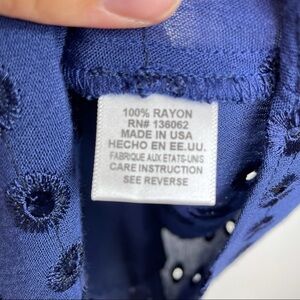 100% RAYON
RN# 136062
MADE IN USA
HECHO EN EE.UU.
FABRIQUE AUX ETATS-UNIS
CARE INSTRUCTION
SEE REVERSE